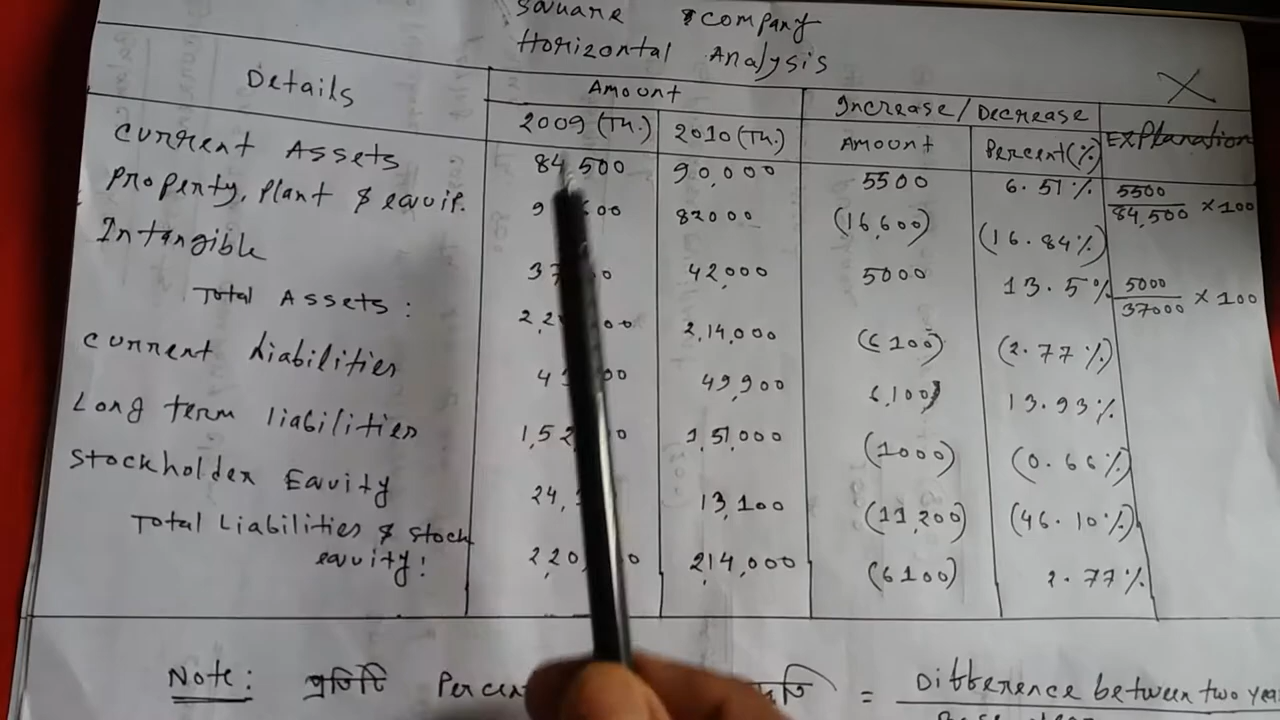 Square & company
Horizontal Analysis
Details Amount Increase/Decrease Explanation
2009 (Th.) 2010 (Th.) Amount Percent(%)
Current Assets 84,500 90,000 5500 6.51% 5500/84,500 × 100
Property, Plant & equip. 82000 (16,600) (16.84%)
Intangible 42,000 5000 13.5% 5000/37000 × 100
Total Assets: 2,14,000 (6100) (2.77%)
Current Liabilities 49,900 6,100) 13.93%
Long term liabilities 1,51,000 (1000) (0.66%)
Stockholder Equity 13,100 (11,200) (46.10%)
Total Liabilities & stock
equity: 214,000 (6100) 2.77%
Note: = Difference between two